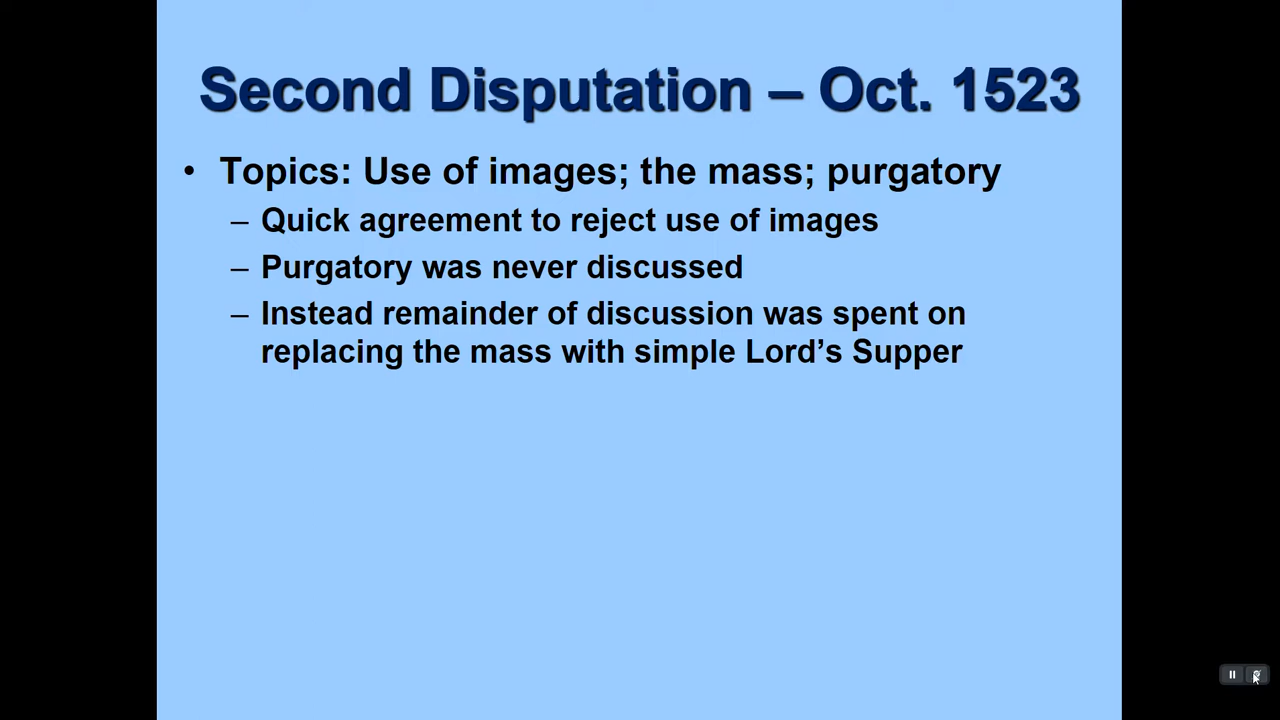 Second Disputation – Oct. 1523
• Topics: Use of images; the mass; purgatory
– Quick agreement to reject use of images
– Purgatory was never discussed
– Instead remainder of discussion was spent on
replacing the mass with simple Lord’s Supper